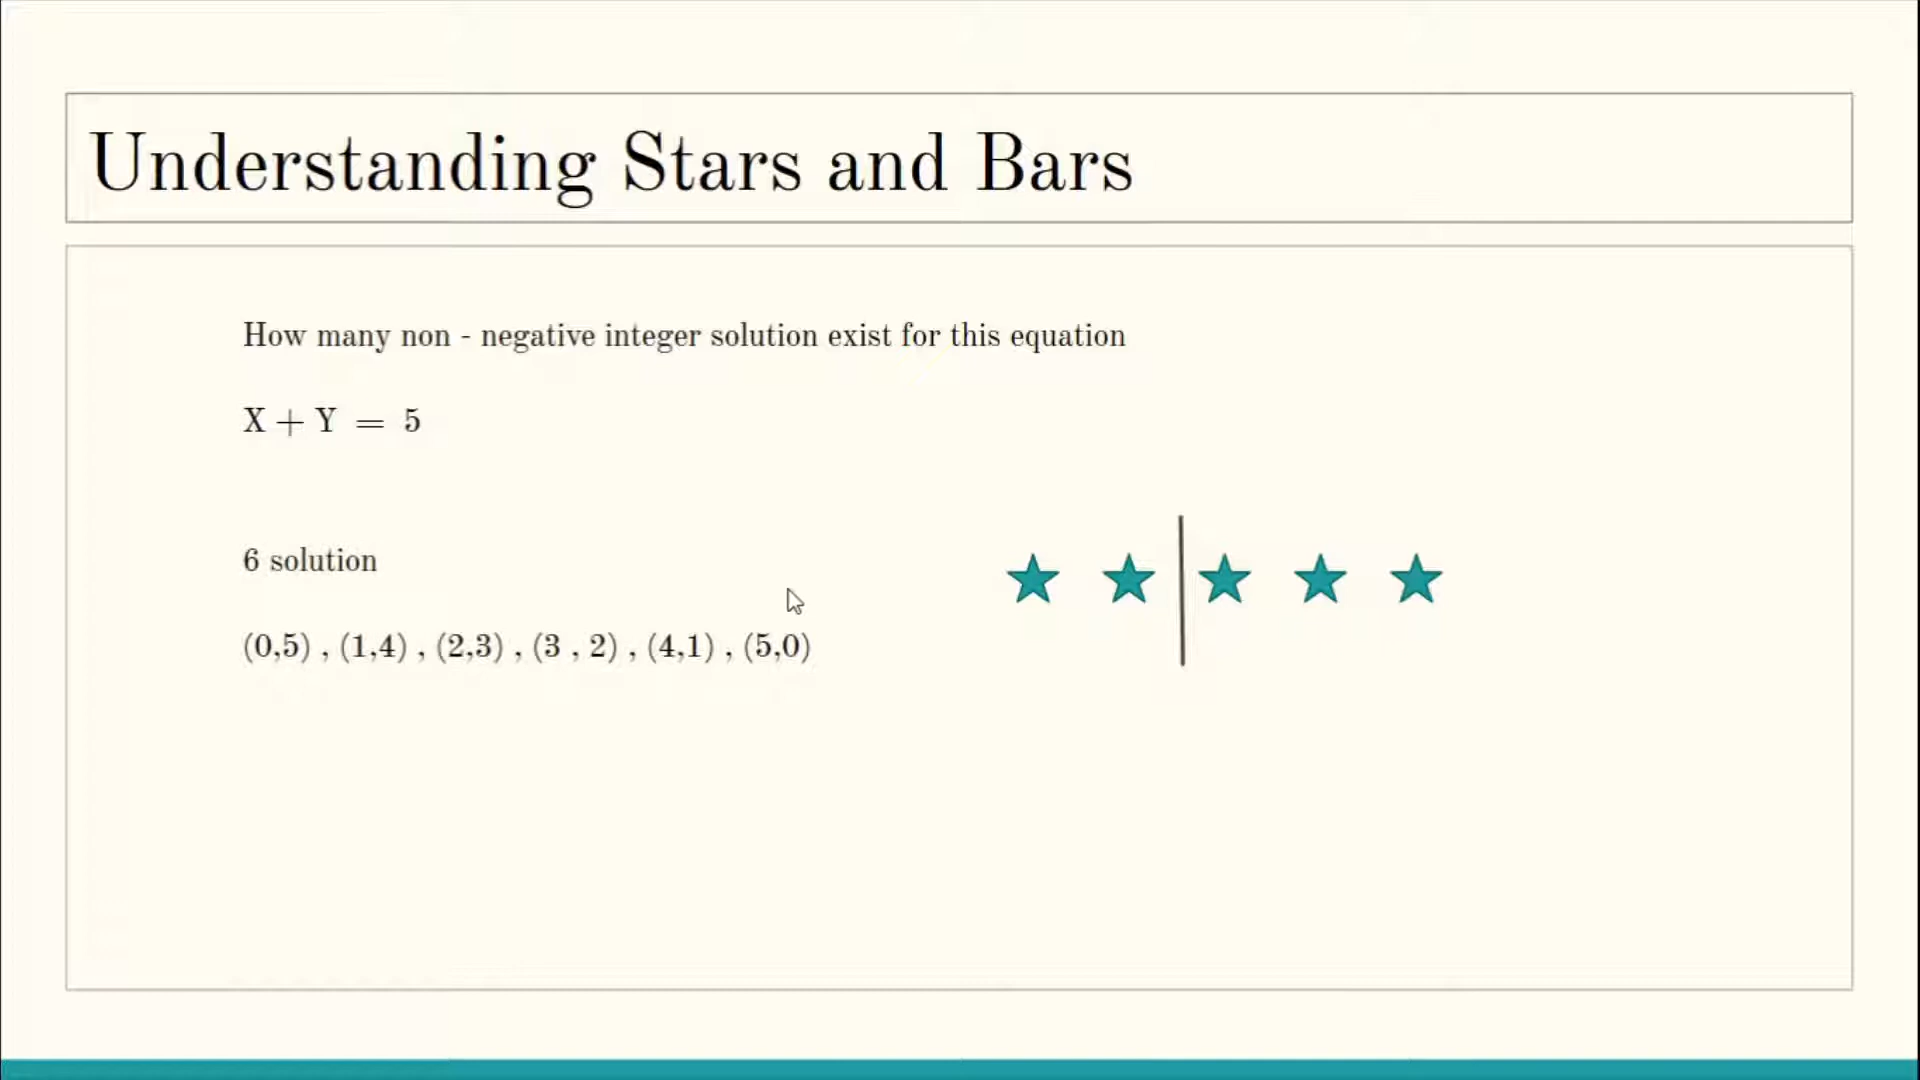 Understanding Stars and Bars
How many non - negative integer solution exist for this equation
X + Y = 5
6 solution
(0,5) , (1,4) , (2,3) , (3 , 2) , (4,1) , (5,0)